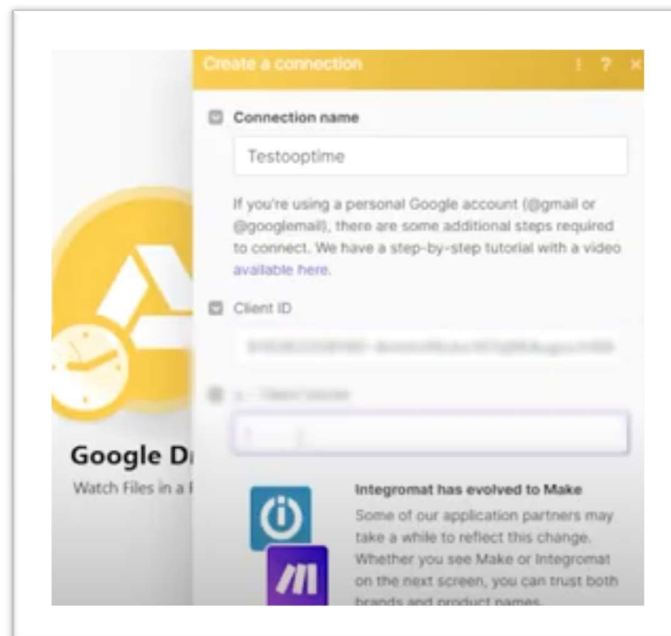 Create a connection
Connection name
Testooptime
If you're using a personal Google account (@gmail or
@googlemail), there are some additional steps required
to connect. We have a step-by-step tutorial with a video
available here.
Client ID
Google
Watch Files in a
Integromat has evolved to Make
Some of our application partners may
take a while to reflect this change.
Whether you see Make or Integromat
on the next screen, you can trust both
brands and product names.